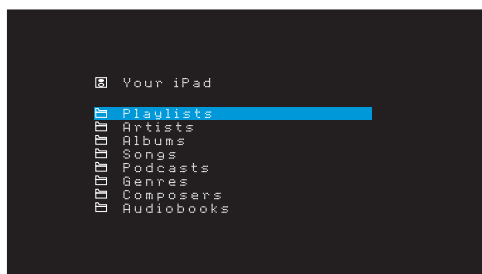 Your iPad
Playlists
Artists
Albums
Songs
Podcasts
Genres
Composers
Audiobooks